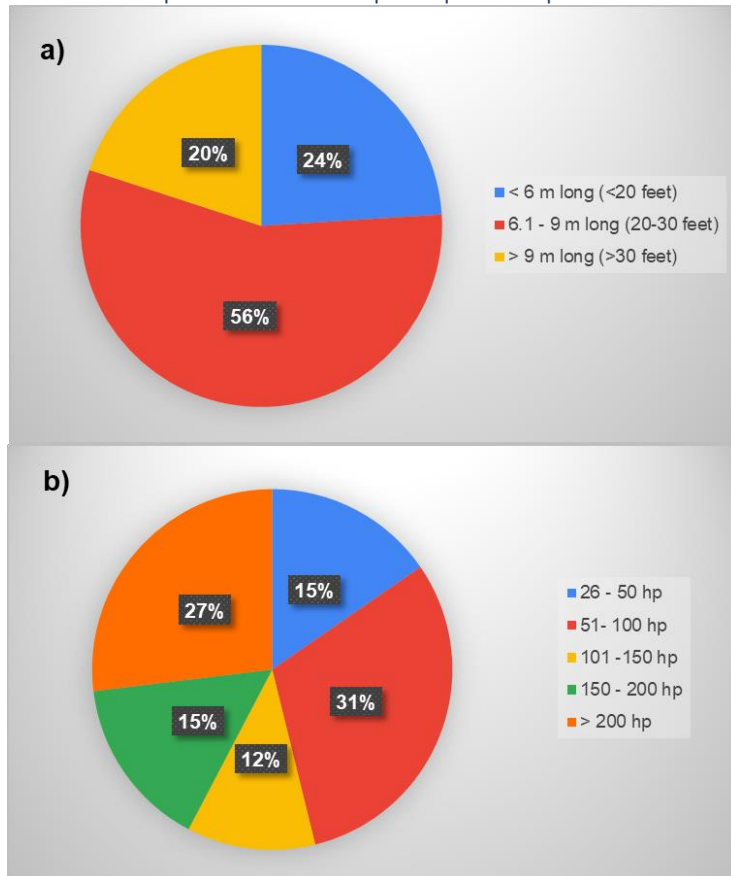 a)
20%
24%
56%
< 6 m long (<20 feet)
6.1 - 9 m long (20-30 feet)
> 9 m long (>30 feet)
b)
15%
27%
31%
15%
12%
26 - 50 hp
51- 100 hp
101 -150 hp
150 - 200 hp
> 200 hp